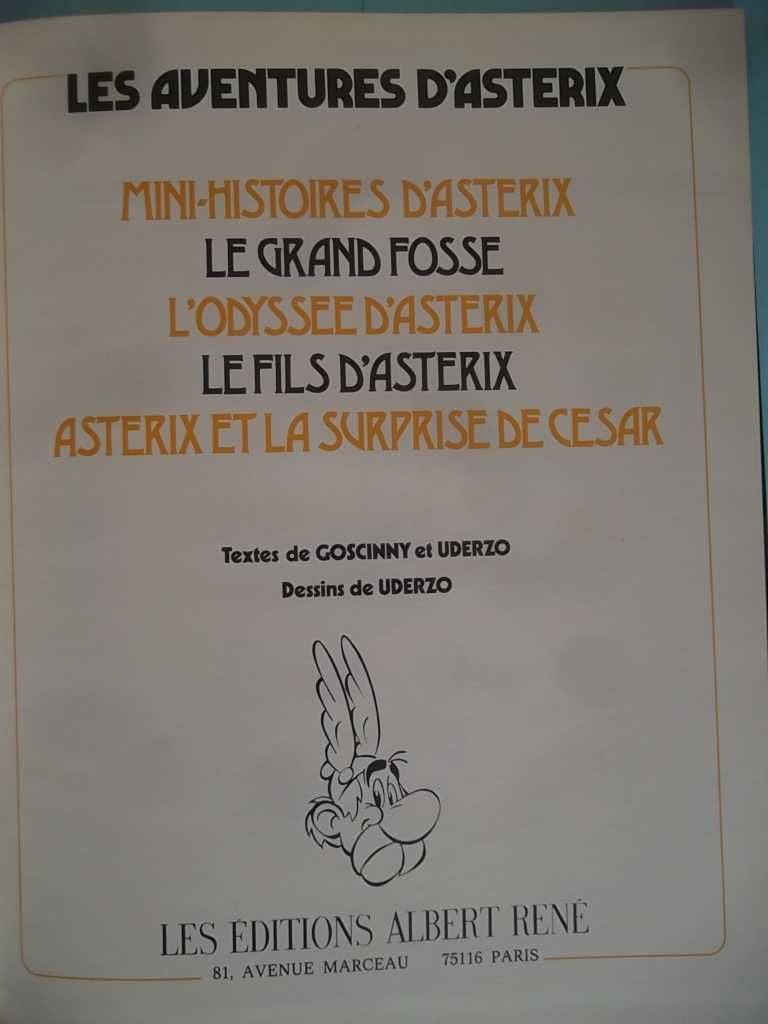 LES AVENTURES D'ASTERIX
MINI-HISTOIRES D'ASTERIX
LE GRAND FOSSE
L'ODYSSEE D'ASTERIX
LE FILS D'ASTERIX
ASTERIX ET LA SURPRISE DE CESAR
Textes de GOSCINNY et UDERZO
Dessins de UDERZO
LES ÉDITIONS ALBERT RENÉ
81, AVENUE MARCEAU 75116 PARIS